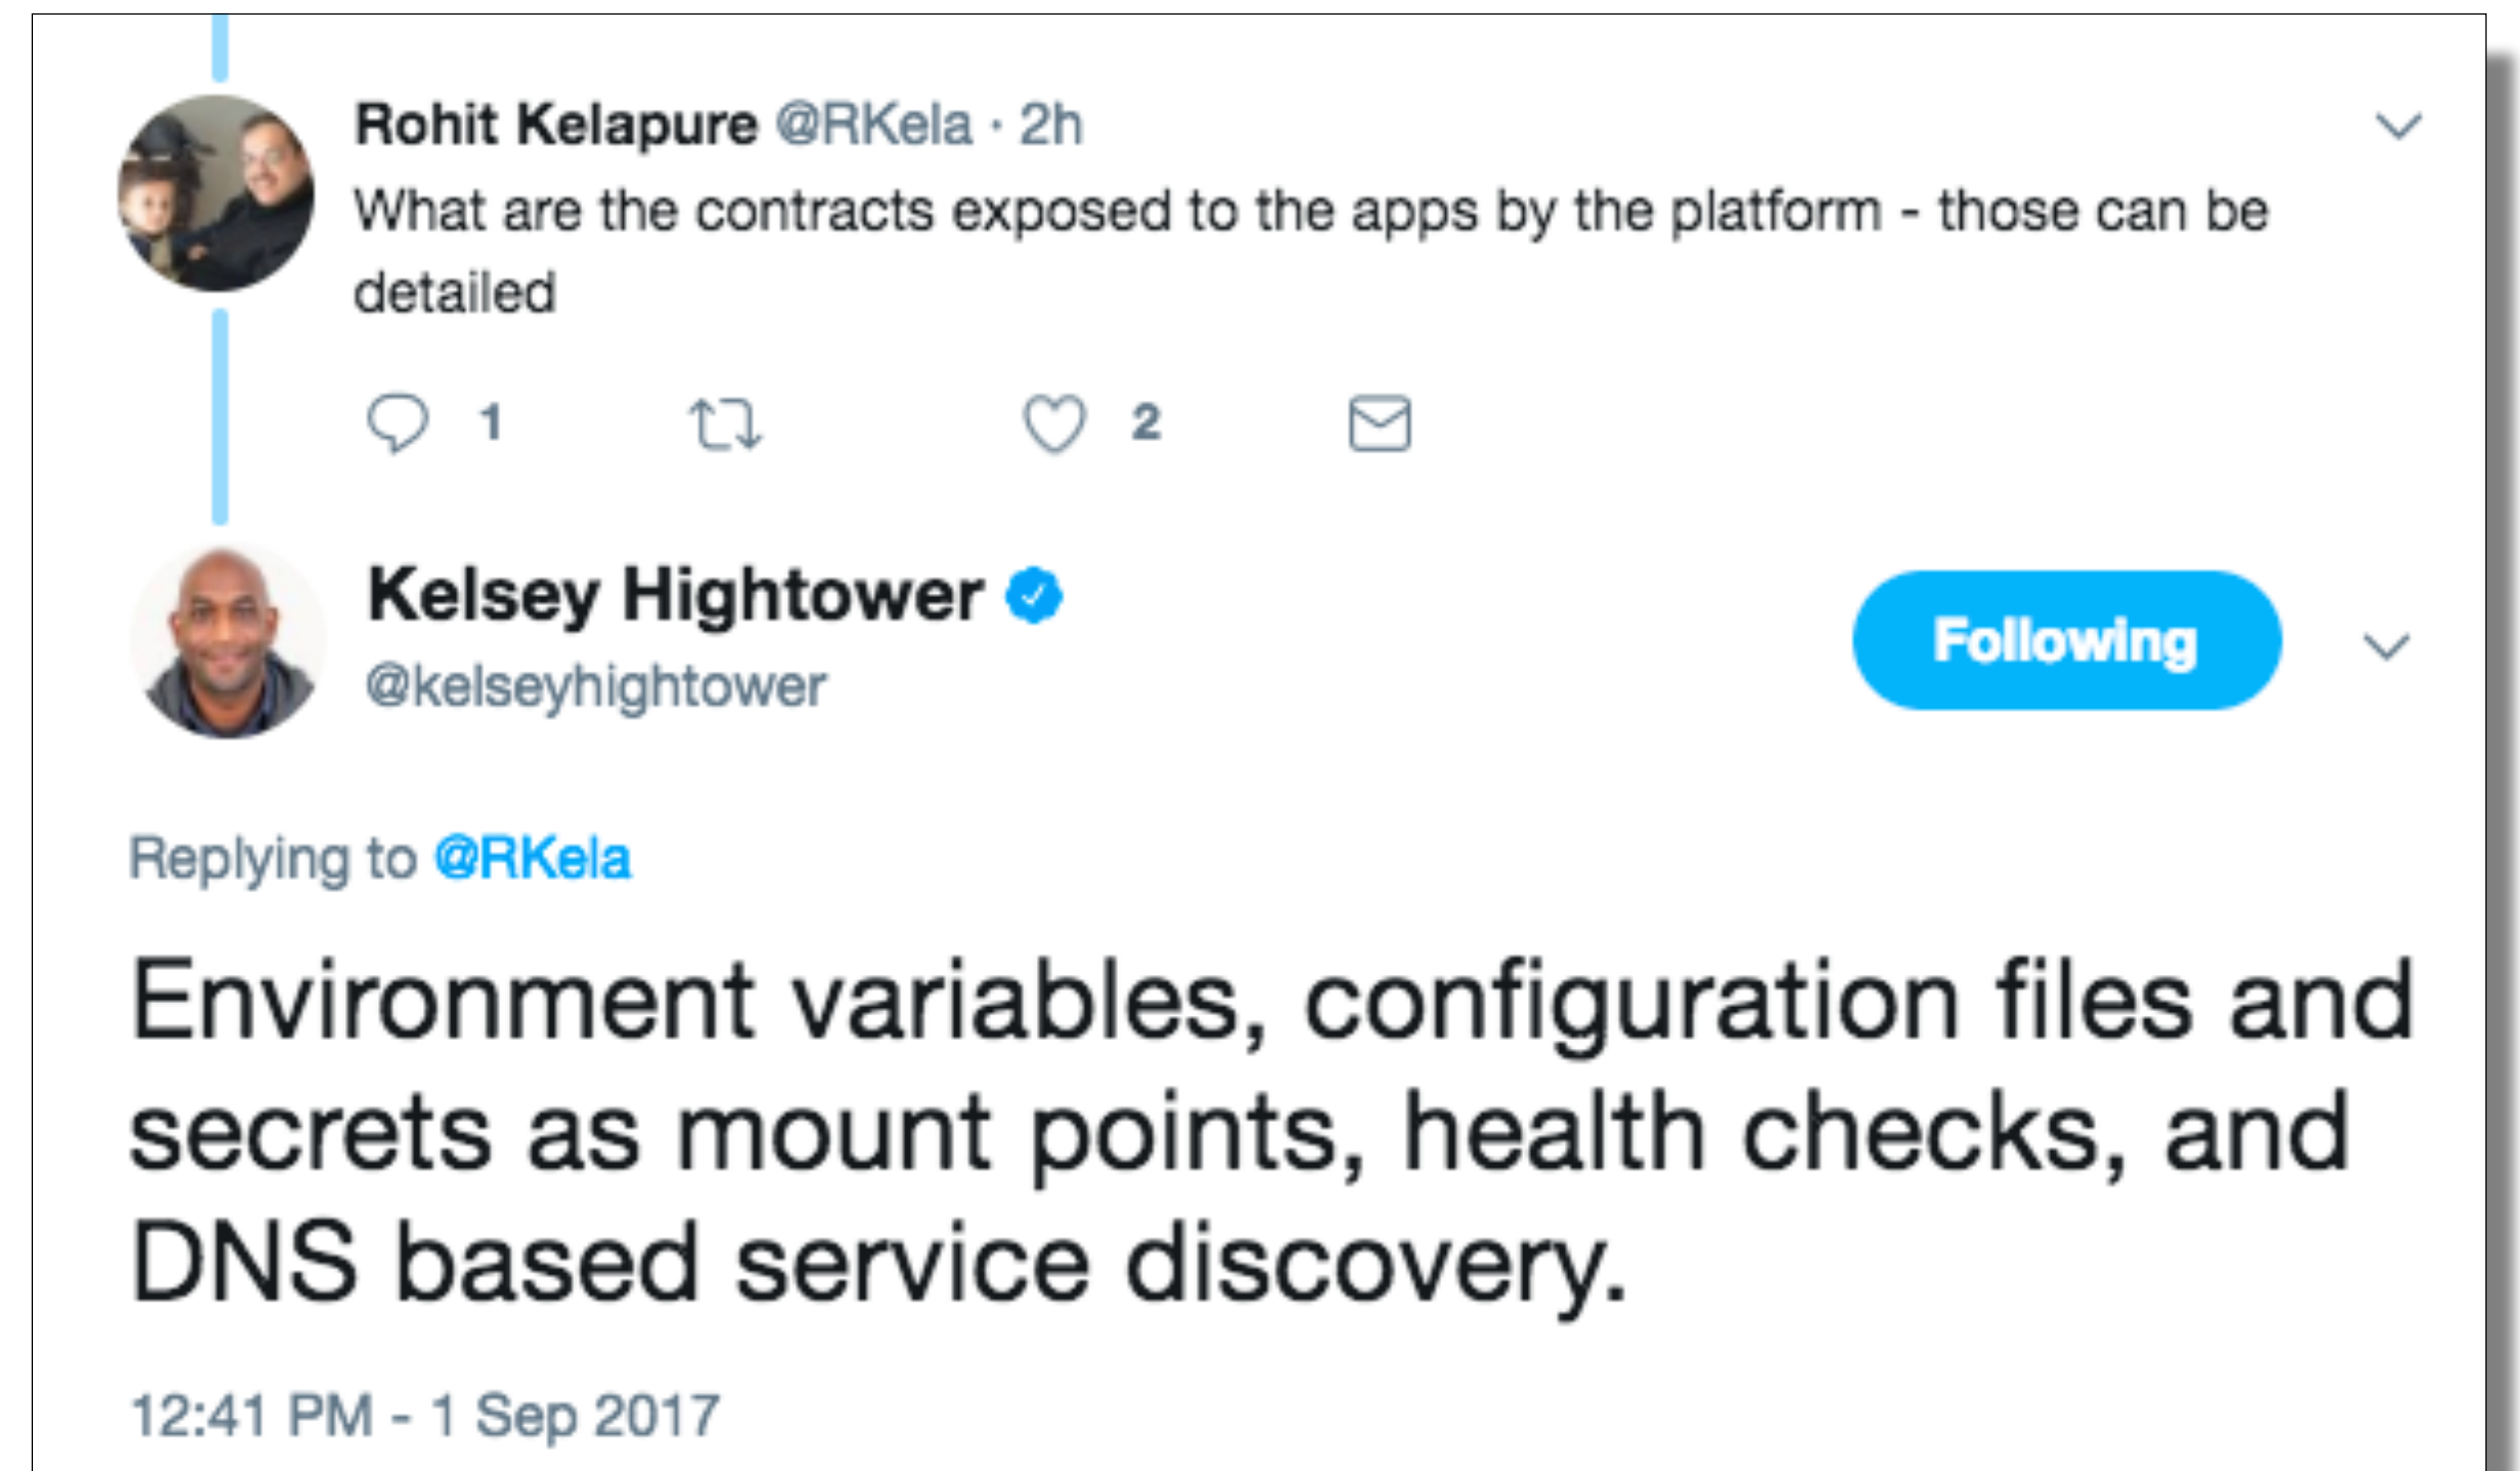 Rohit Kelapure @RKela · 2h
What are the contracts exposed to the apps by the platform - those can be
detailed
1 2
Kelsey Hightower
@kelseyhightower
Following
Replying to @RKela
Environment variables, configuration files and
secrets as mount points, health checks, and
DNS based service discovery.
12:41 PM - 1 Sep 2017